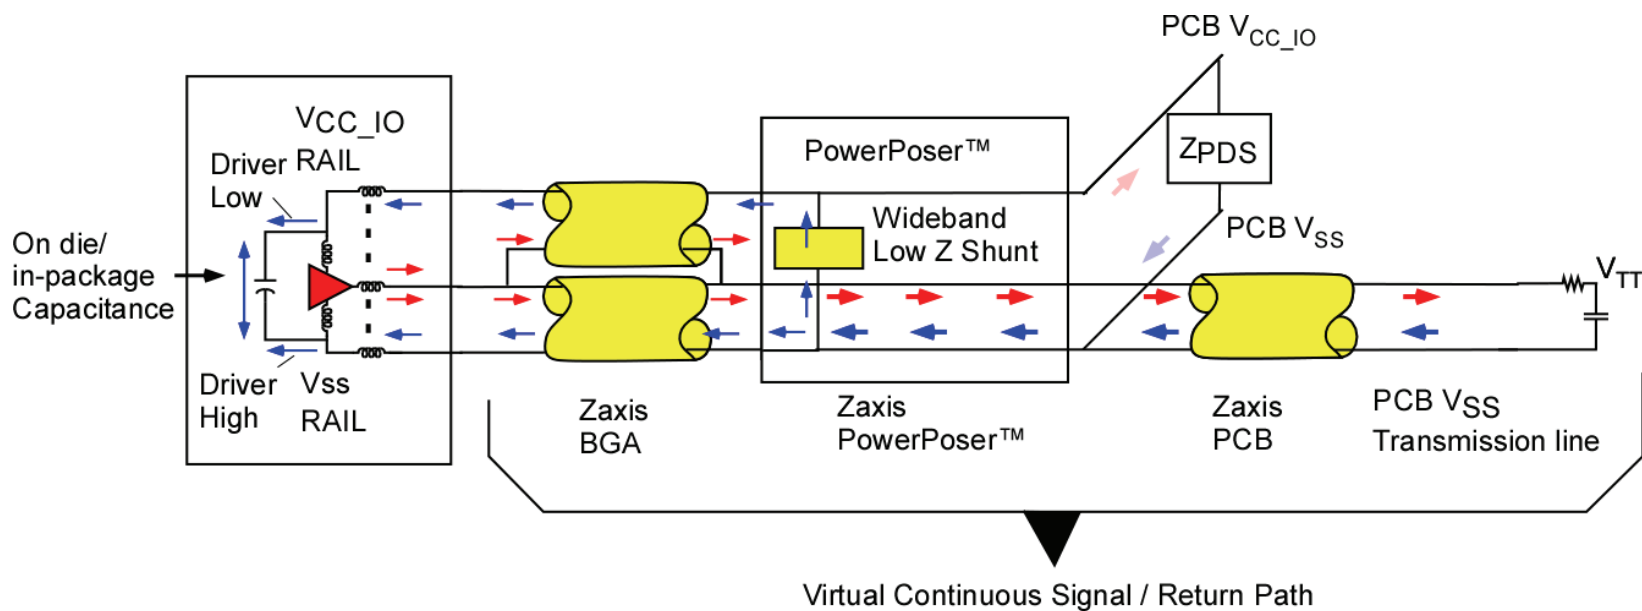 PCB VCC_IO
VCC_IO
RAIL
Driver
Low
On die/
in-package
Capacitance
Driver
High
Vss
RAIL
PowerPoser™
Wideband
Low Z Shunt
ZPDS
PCB VSS
VTT
Zaxis
BGA
Zaxis
PowerPoser™
Zaxis
PCB
PCB VSS
Transmission line
Virtual Continuous Signal / Return Path